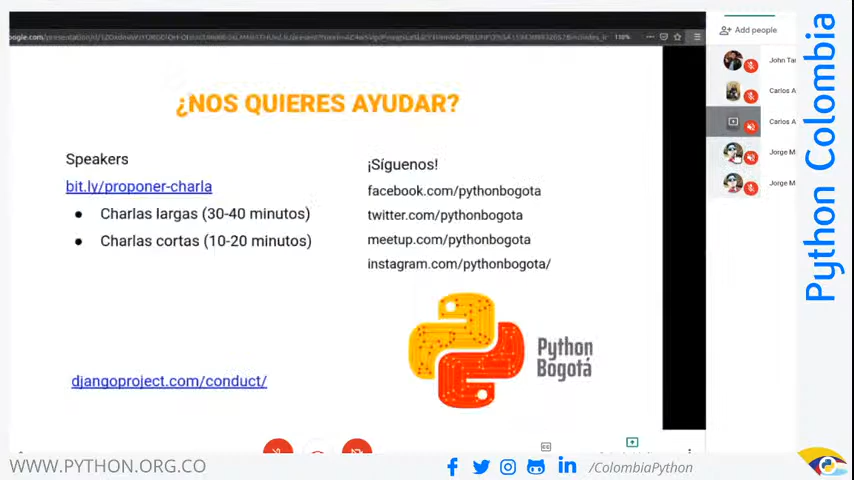 Add people
¿NOS QUIERES AYUDAR?
Speakers
bit.ly/proponer-charla
● Charlas largas (30-40 minutos)
● Charlas cortas (10-20 minutos)
djangoproject.com/conduct/
¡Síguenos!
facebook.com/pythonbogota
twitter.com/pythonbogota
meetup.com/pythonbogota
instagram.com/pythonbogota/
Python
Bogotá
John Ta
Carlos A
Carlos A
Jorge M
Jorge M
Python Colombia
WWW.PYTHON.ORG.CO
/ColombiaPython